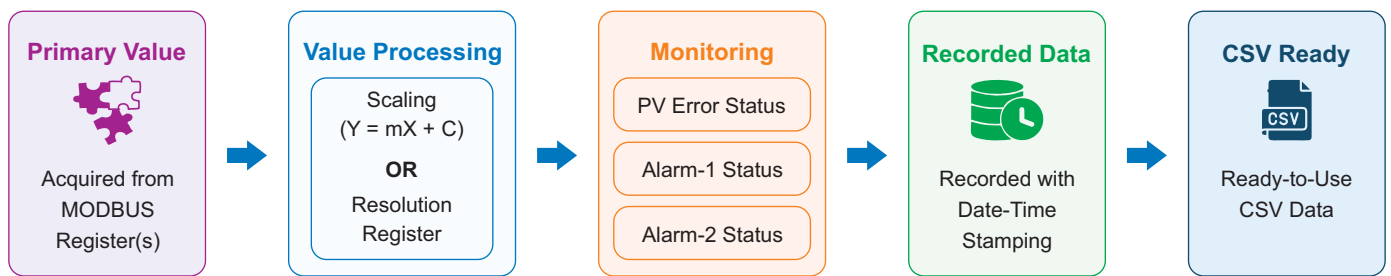 Primary Value
Acquired from
MODBUS
Register(s)
Value Processing
Scaling
(Y = mX + C)
OR
Resolution
Register
Monitoring
PV Error Status
Alarm-1 Status
Alarm-2 Status
Recorded Data
Recorded with
Date-Time
Stamping
CSV Ready
CSV
Ready-to-Use
CSV Data